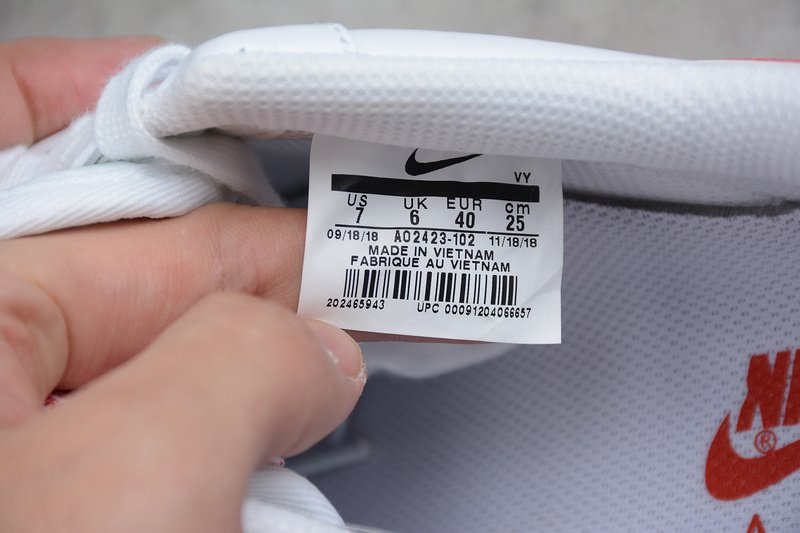 VY
US UK EUR cm
7 6 40 25
09/18/18 AO2423-102 11/18/18
MADE IN VIETNAM
FABRIQUE AU VIETNAM
202465943 UPC 00091204066657